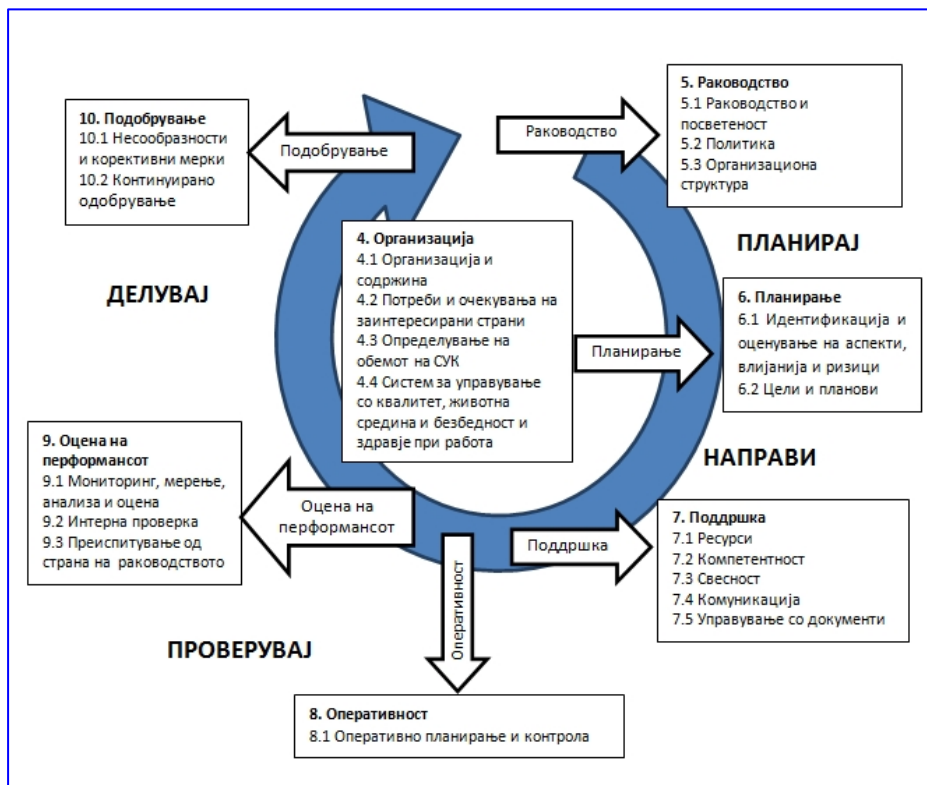 5. Раководство
5.1 Раководство и
посветеност
5.2 Политика
5.3 Организациона
структура
Раководство
10. Подобрување
10.1 Несообразности
и корективни мерки
10.2 Континуирано
одобрување
Подобрување
ПЛАНИРАЈ
ДЕЛУВАЈ
4. Организација
4.1 Организација и
содржина
4.2 Потреби и очекувања на
заинтересирани страни
4.3 Определување на
обемот на СУК
4.4 Систем за управување
со квалитет, животна
средина и безбедност и
здравје при работа
Планирање
6. Планирање
6.1 Идентификација и
оценување на аспекти,
влијанија и ризици
6.2 Цели и планови
НАПРАВИ
9. Оцена на
перформансот
9.1 Мониторинг, мерење,
анализа и оцена
9.2 Интерна проверка
9.3 Преиспитување од
страна на раководството
Оцена на
перформансот
Поддршка
7. Поддршка
7.1 Ресурси
7.2 Компетентност
7.3 Свесност
7.4 Комуникација
7.5 Управување со документи
Оперативност
ПРОВЕРУВАЈ
8. Оперативност
8.1 Оперативно планирање и контрола